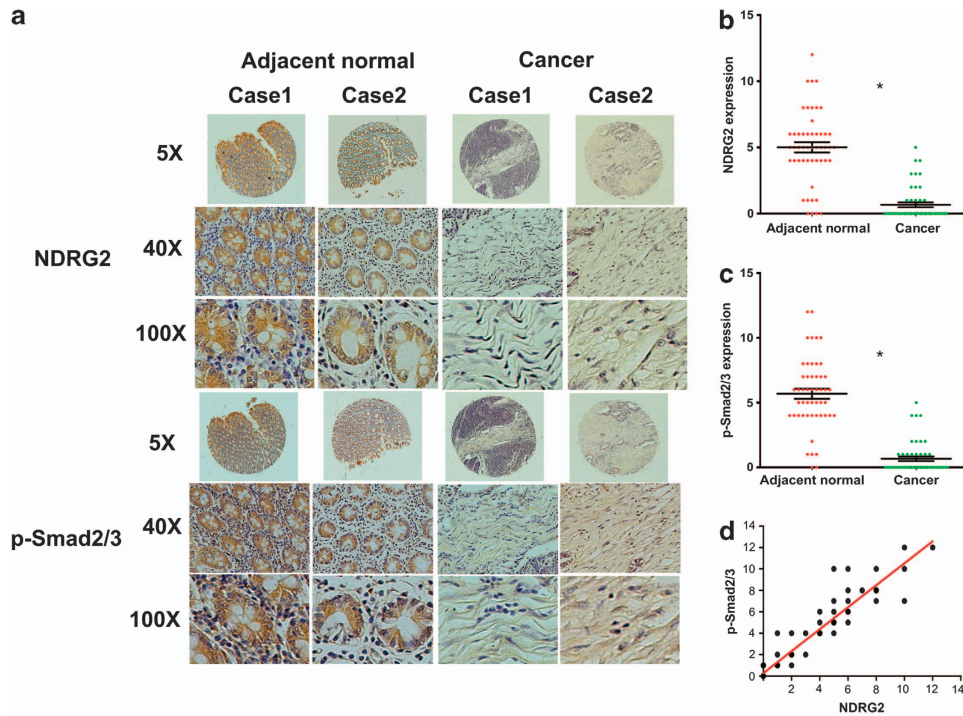 a
Adjacent normal Cancer
Case1 Case2 Case1 Case2
5X
NDRG2 40X
100X
5X
p-Smad2/3 40X
100X
b
NDRG2 expression
15
10
5
0
*
Adjacent normal Cancer
c
p-Smad2/3 expression
15
10
5
0
*
Adjacent normal Cancer
d
p-Smad2/3
14
12
10
8
6
4
2
0
2 4 6 8 10 12 14
NDRG2